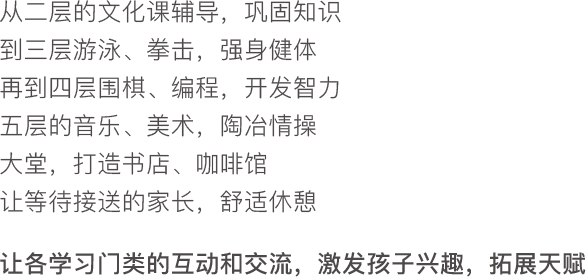 从二层的文化课辅导，巩固知识
到三层游泳、拳击，强身健体
再到四层围棋、编程，开发智力
五层的音乐、美术，陶冶情操
大堂，打造书店、咖啡馆
让等待接送的家长，舒适休憩
让各学习门类的互动和交流，激发孩子兴趣，拓展天赋